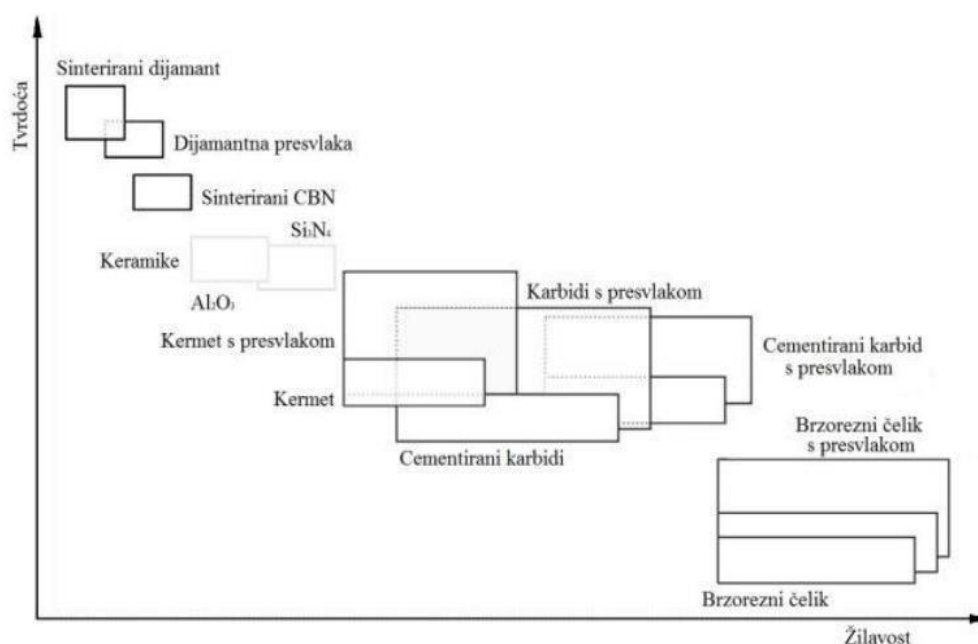 Tvrdoća
Sinterirani dijamant
Dijamantna presvlaka
Sinterirani CBN
Si₃N₄
Keramike
Al₂O₃
Karbidi s presvlakom
Kermet s presvlakom
Cementirani karbid
s presvlakom
Kermet
Brzorezni čelik
s presvlakom
Cementirani karbidi
Brzorezni čelik
Žilavost